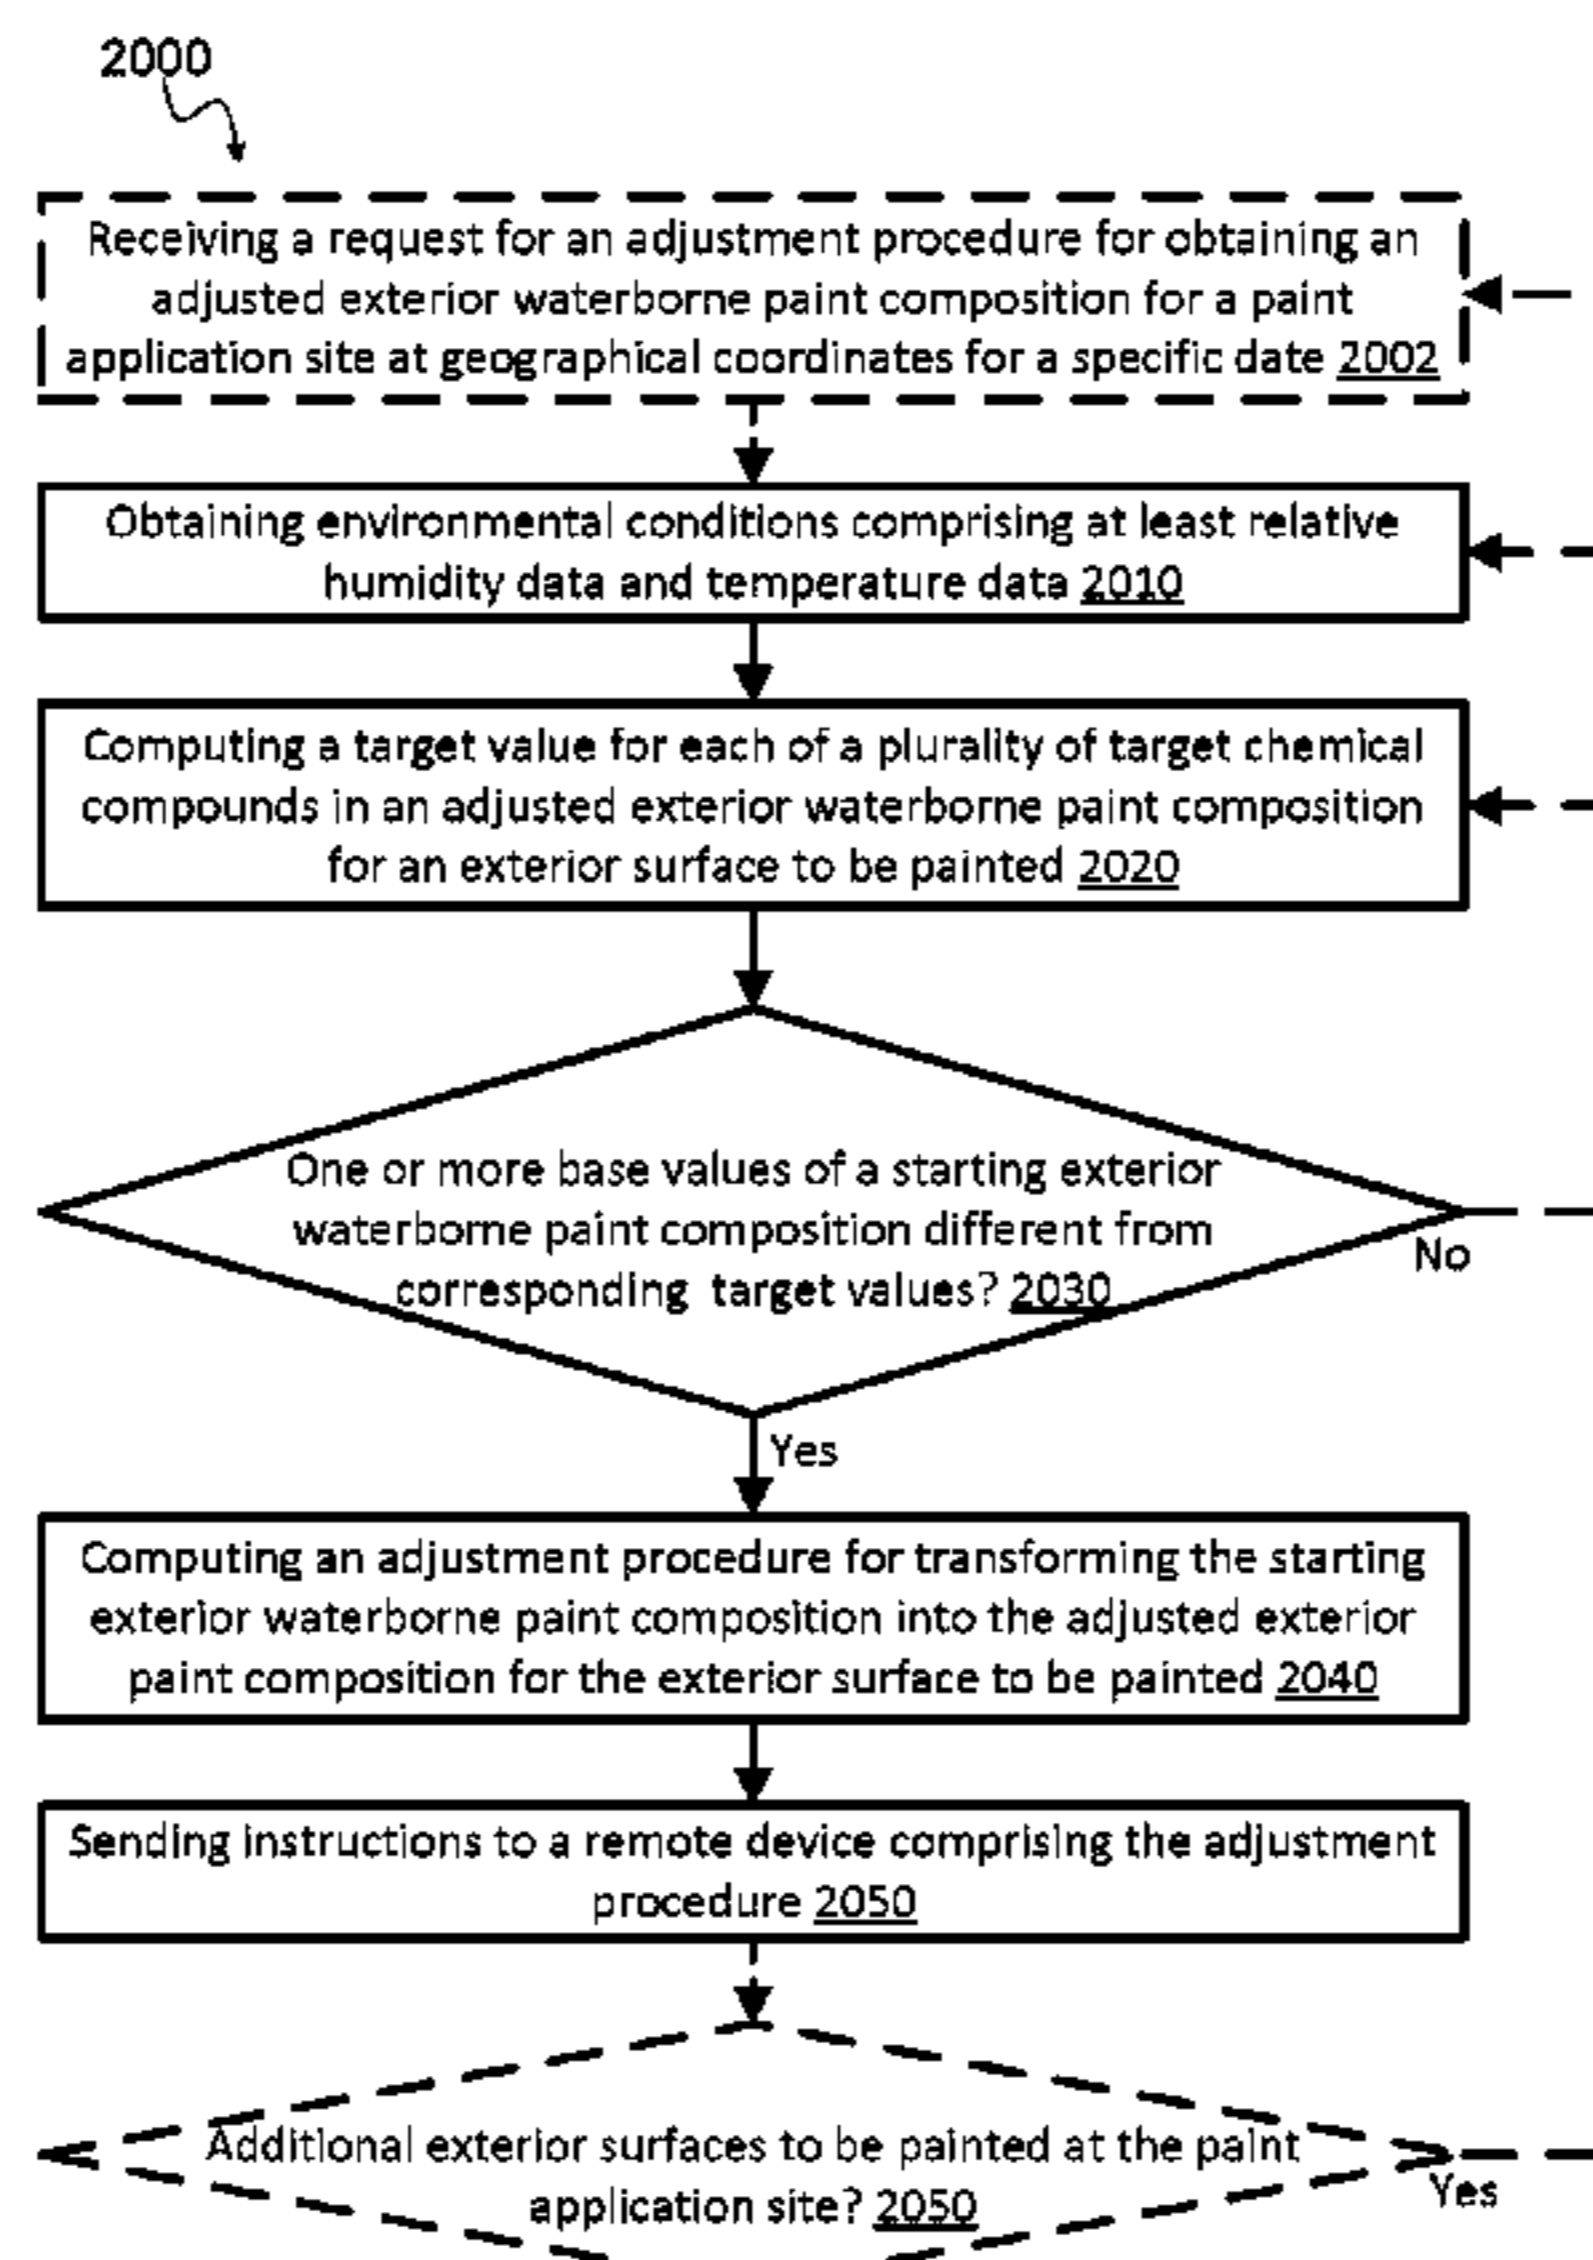 2000
Receiving a request for an adjustment procedure for obtaining an
adjusted exterior waterborne paint composition for a paint
application site at geographical coordinates for a specific date 2002
Obtaining environmental conditions comprising at least relative
humidity data and temperature data 2010
Computing a target value for each of a plurality of target chemical
compounds in an adjusted exterior waterborne paint composition
for an exterior surface to be painted 2020
One or more base values of a starting exterior
waterborne paint composition different from
corresponding target values? 2030
No
Yes
Computing an adjustment procedure for transforming the starting
exterior waterborne paint composition into the adjusted exterior
paint composition for the exterior surface to be painted 2040
Sending instructions to a remote device comprising the adjustment
procedure 2050
Additional exterior surfaces to be painted at the paint
application site? 2050
Yes